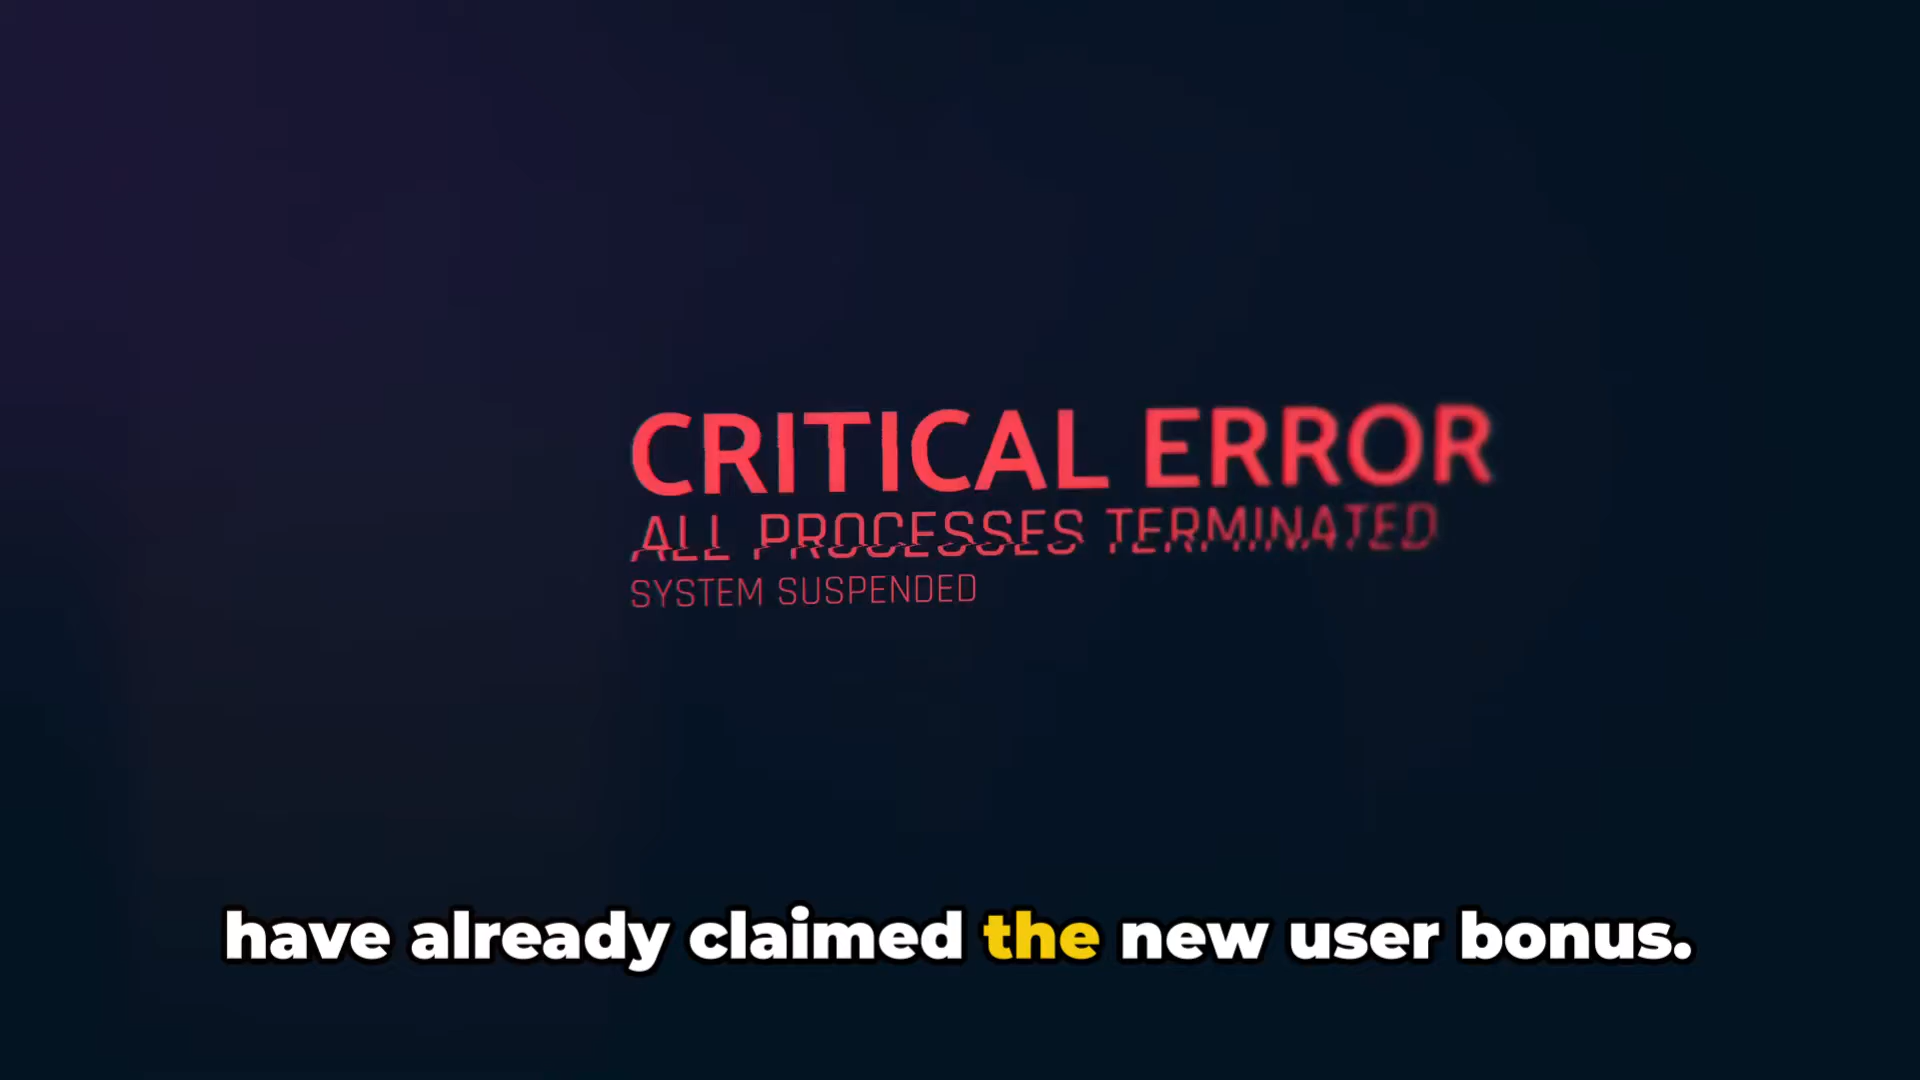 CRITICAL ERROR
ALL PROCESSES TERMINATED
SYSTEM SUSPENDED
have already claimed the new user bonus.